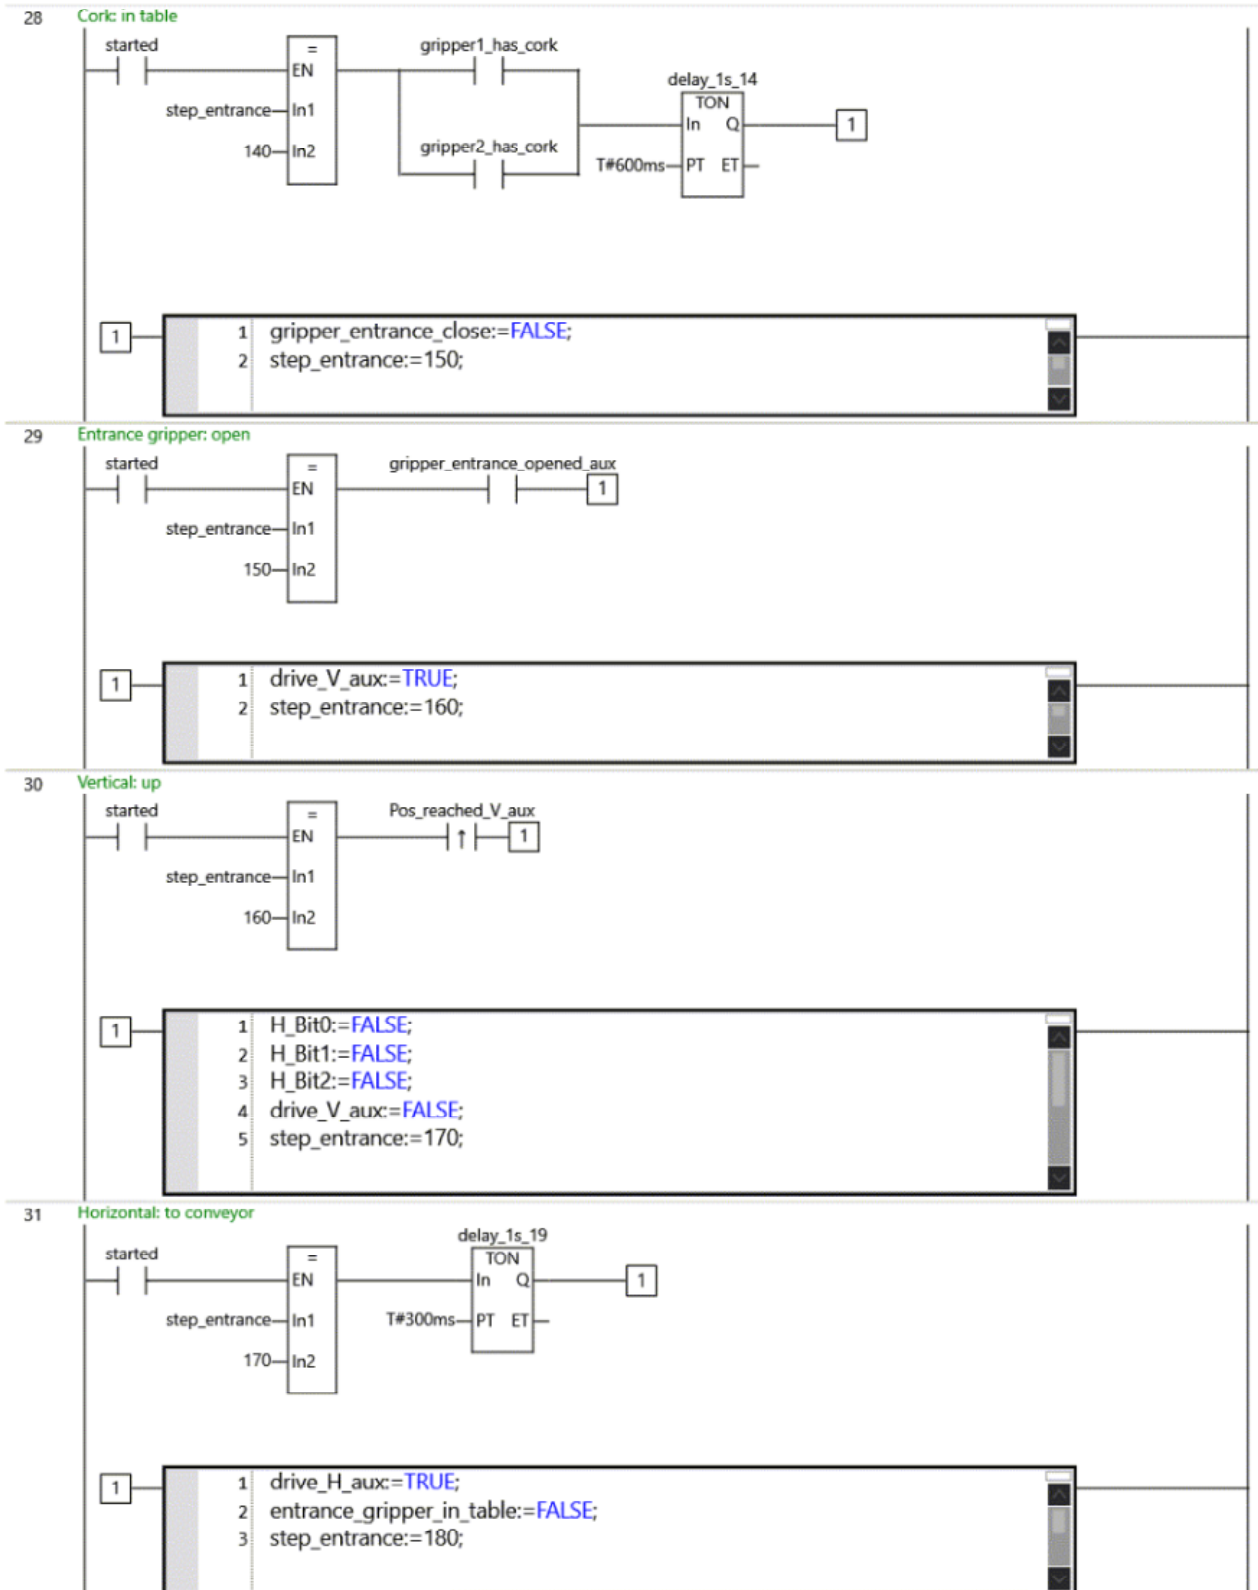 28 Cork: in table
started
=
gripper1_has_cork
EN
delay_1s_14
TON
step_entrance In1
In Q 1
140 In2
gripper2_has_cork
T#600ms PT ET
1
1 gripper_entrance_close:=FALSE;
2 step_entrance:=150;
29 Entrance gripper: open
started
=
gripper_entrance_opened_aux
EN
1
step_entrance In1
150 In2
1
1 drive_V_aux:=TRUE;
2 step_entrance:=160;
30 Vertical: up
started
=
Pos_reached_V_aux
EN
↑ 1
step_entrance In1
160 In2
1
1 H_Bit0:=FALSE;
2 H_Bit1:=FALSE;
3 H_Bit2:=FALSE;
4 drive_V_aux:=FALSE;
5 step_entrance:=170;
31 Horizontal: to conveyor
delay_1s_19
started
=
TON
EN
In Q 1
step_entrance In1
T#300ms PT ET
170 In2
1
1 drive_H_aux:=TRUE;
2 entrance_gripper_in_table:=FALSE;
3 step_entrance:=180;